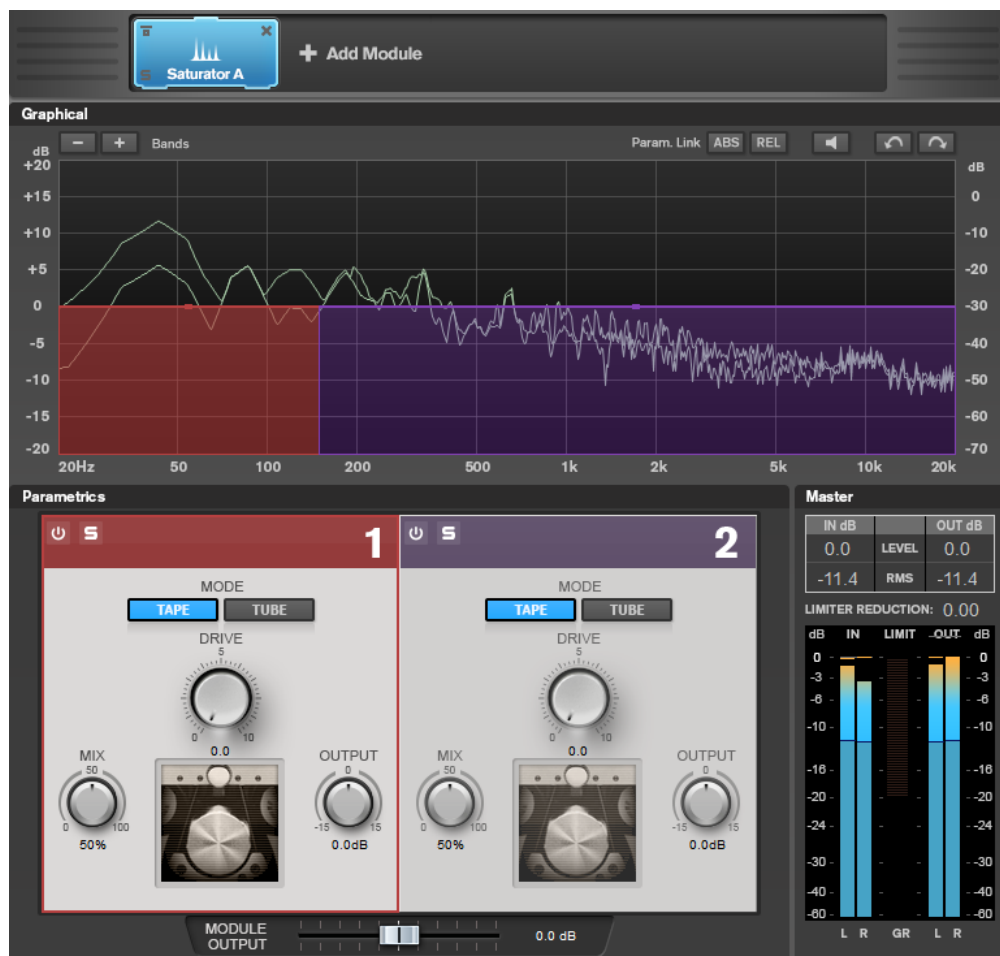 S
Saturator A
+ Add Module
Graphical
- + Bands Param. Link ABS REL
dB dB
+20
+15 0
+10 -10
+5 -20
0 -30
-5 -40
-10 -50
-15 -60
-20 -70
20Hz 50 100 200 500 1k 2k 5k 10k 20k
Parametrics
S 1
S 2
MODE
TAPE TUBE
DRIVE
5
0 10
0.0
MIX
50
0 100
50%
OUTPUT
0
-15 15
0.0dB
MODE
TAPE TUBE
DRIVE
5
0 10
0.0
MIX
50
0 100
50%
OUTPUT
0
-15 15
0.0dB
MODULE
OUTPUT
0.0 dB
Master
IN dB OUT dB
0.0 LEVEL 0.0
-11.4 RMS -11.4
LIMITER REDUCTION: 0.00
dB IN LIMIT OUT dB
0 0
-3 -3
-6 -6
-10 -10
-16 -16
-20 -20
-24 -24
-30 -30
-40 -40
-60 -60
L R GR L R